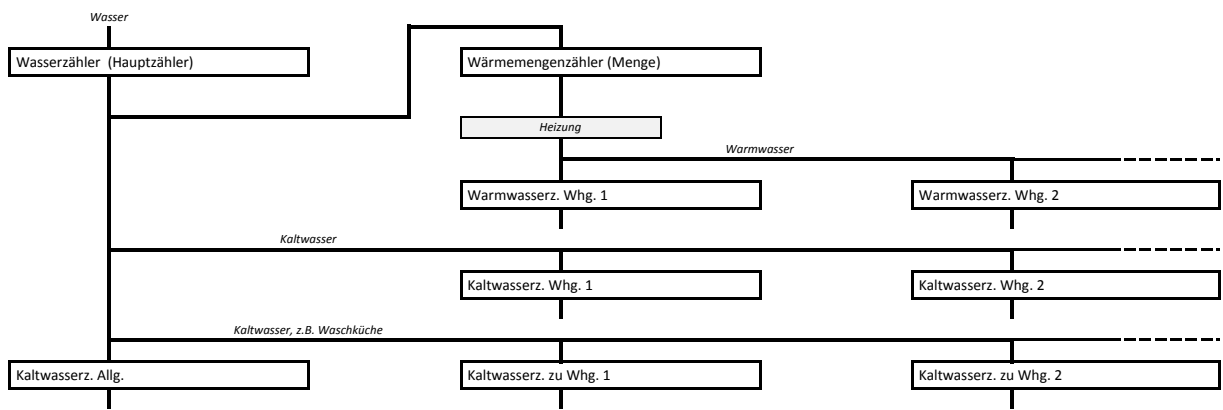 Wasser
Wasserzähler (Hauptzähler)
Wärmemengenzähler (Menge)
Heizung
Warmwasser
Warmwasserz. Whg. 1
Warmwasserz. Whg. 2
Kaltwasser
Kaltwasserz. Whg. 1
Kaltwasserz. Whg. 2
Kaltwasser, z.B. Waschküche
Kaltwasserz. Allg.
Kaltwasserz. zu Whg. 1
Kaltwasserz. zu Whg. 2